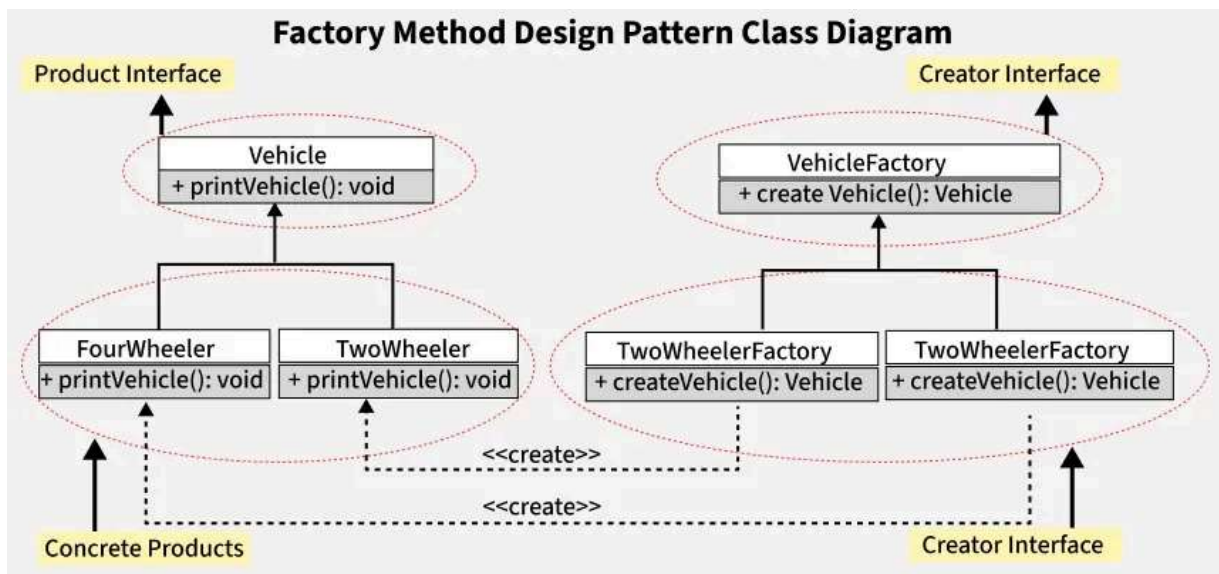 Factory Method Design Pattern Class Diagram
Product Interface
Creator Interface
Vehicle
+ printVehicle(): void
VehicleFactory
+ create Vehicle(): Vehicle
FourWheeler
+ printVehicle(): void
TwoWheeler
+ printVehicle(): void
TwoWheelerFactory
+ createVehicle(): Vehicle
TwoWheelerFactory
+ createVehicle(): Vehicle
<<create>>
<<create>>
Concrete Products
Creator Interface